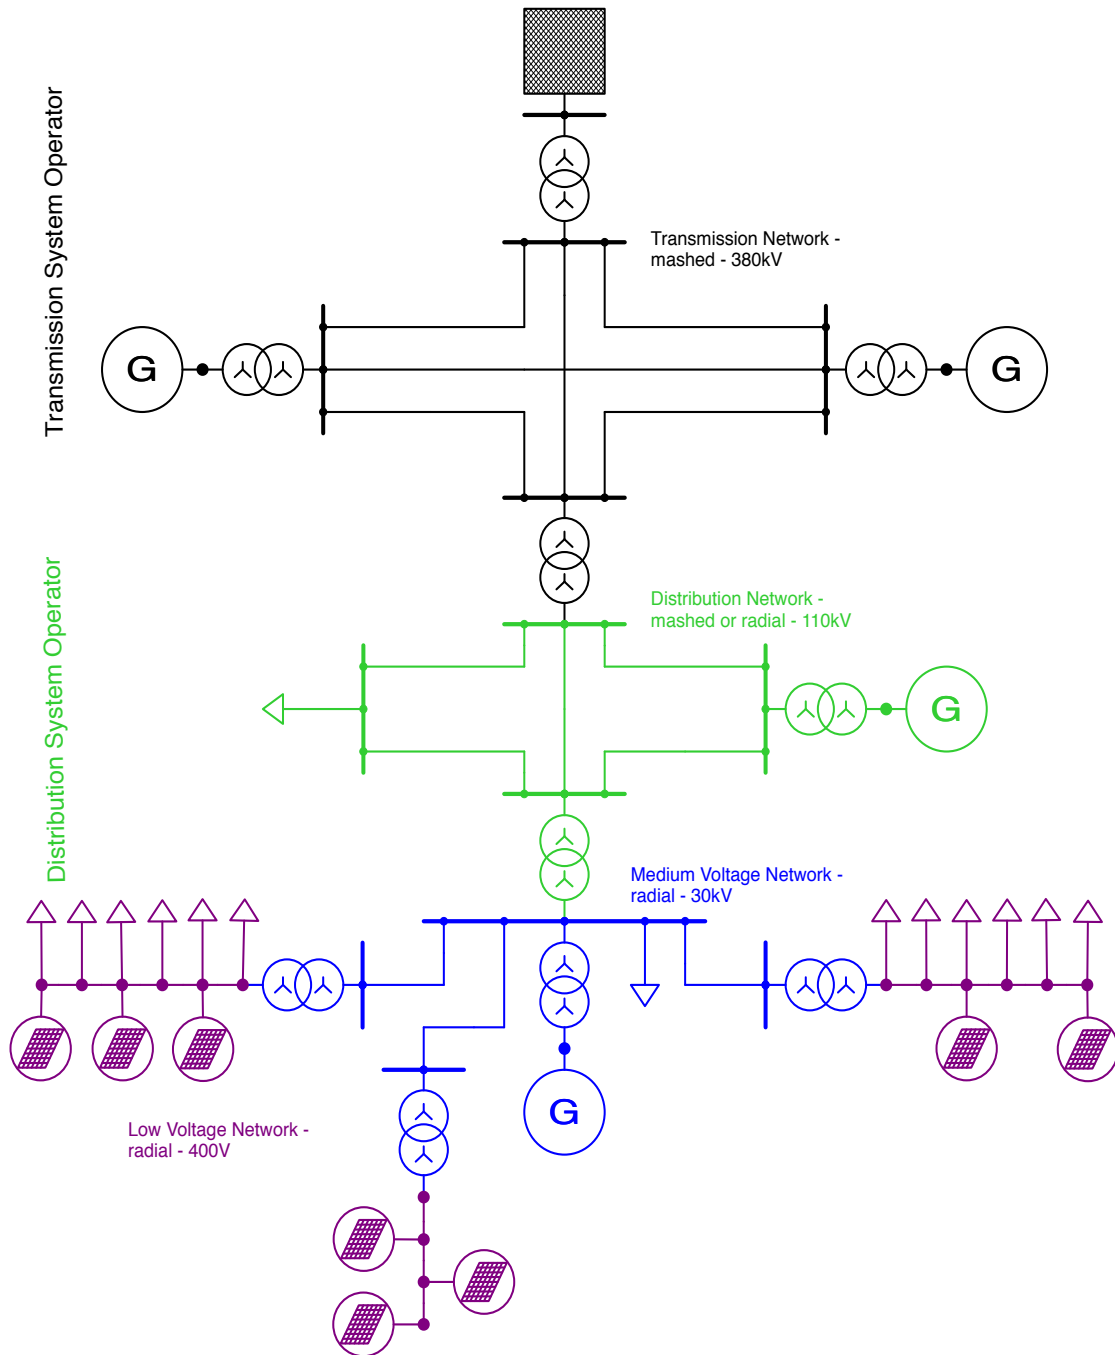 Transmission System Operator
Transmission Network -
mashed - 380kV
G
G
Distribution System Operator
Distribution Network -
mashed or radial - 110kV
G
Medium Voltage Network -
radial - 30kV
G
Low Voltage Network -
radial - 400V